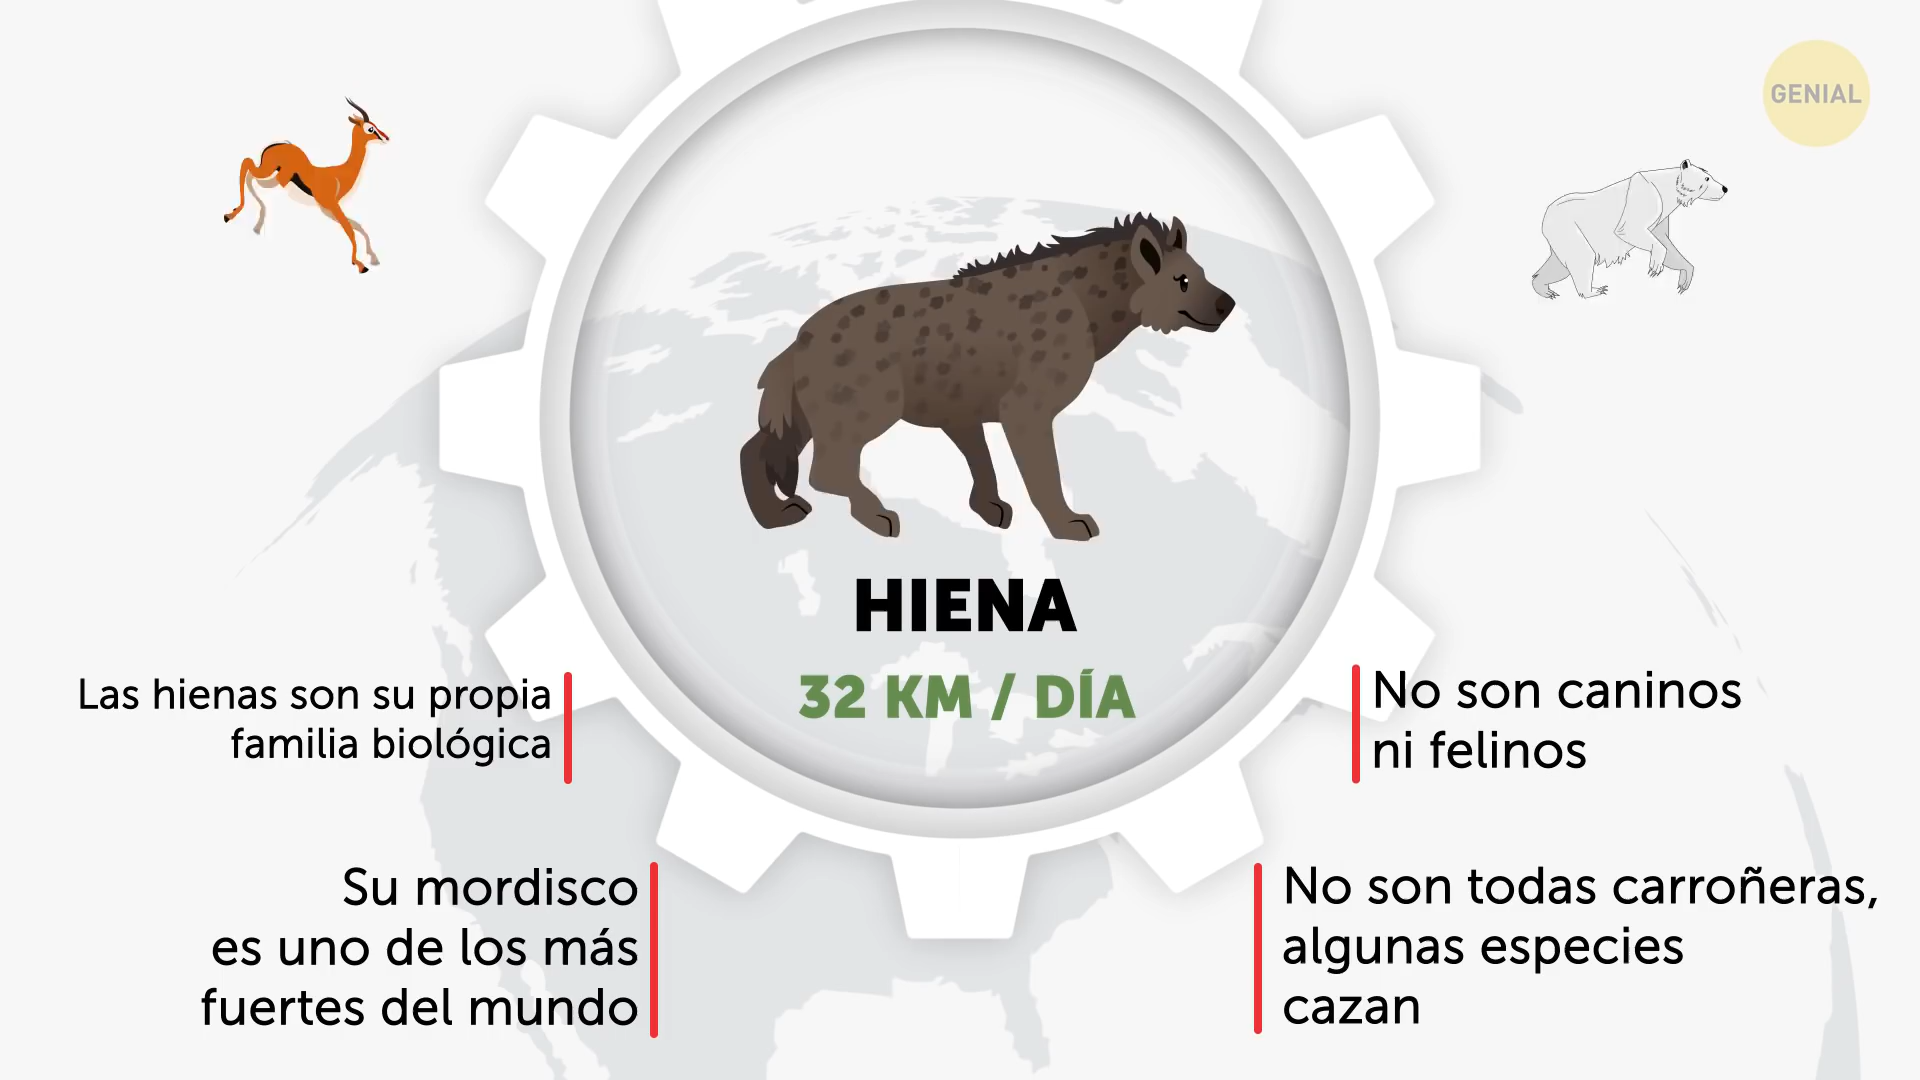 GENIAL
HIENA
32 KM / DÍA
Las hienas son su propia
familia biológica
No son caninos
ni felinos
Su mordisco
es uno de los más
fuertes del mundo
No son todas carroñeras,
algunas especies
cazan